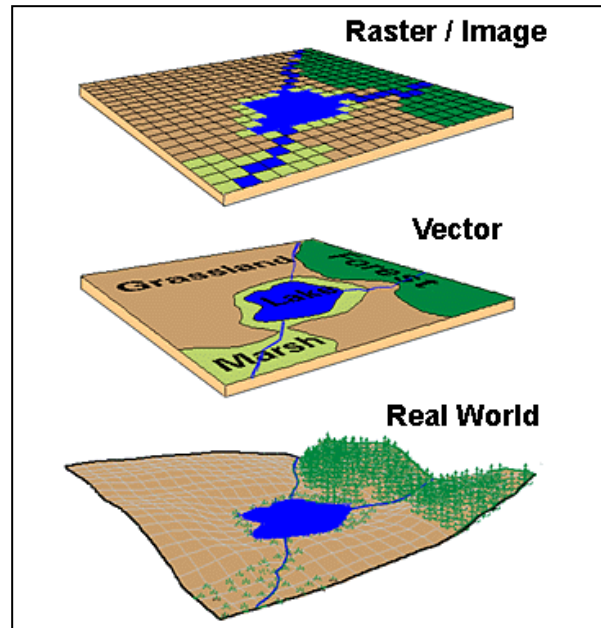 Raster / Image
Vector
Grassland
Forest
Lake
Marsh
Real World